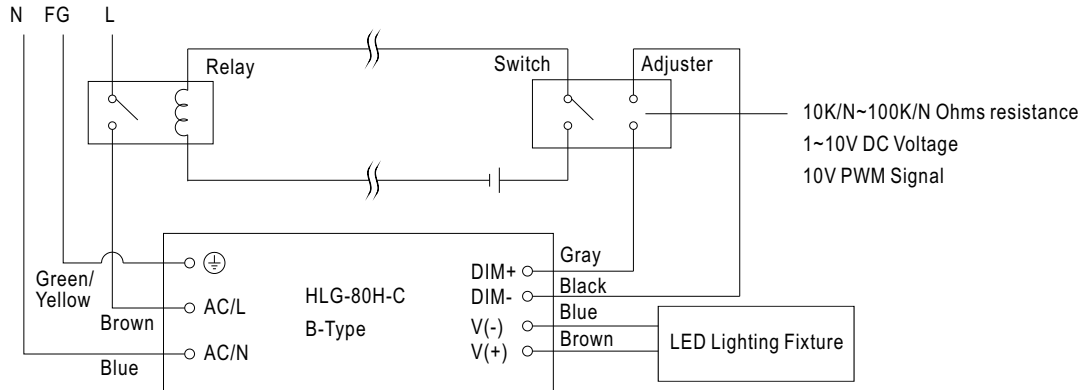 N FG L
Relay
Switch
Adjuster
10K/N~100K/N Ohms resistance
1~10V DC Voltage
10V PWM Signal
Green/
Yellow
Brown
Blue
AC/L
AC/N
HLG-80H-C
B-Type
DIM+
DIM-
V(-)
V(+)
Gray
Black
Blue
Brown
LED Lighting Fixture